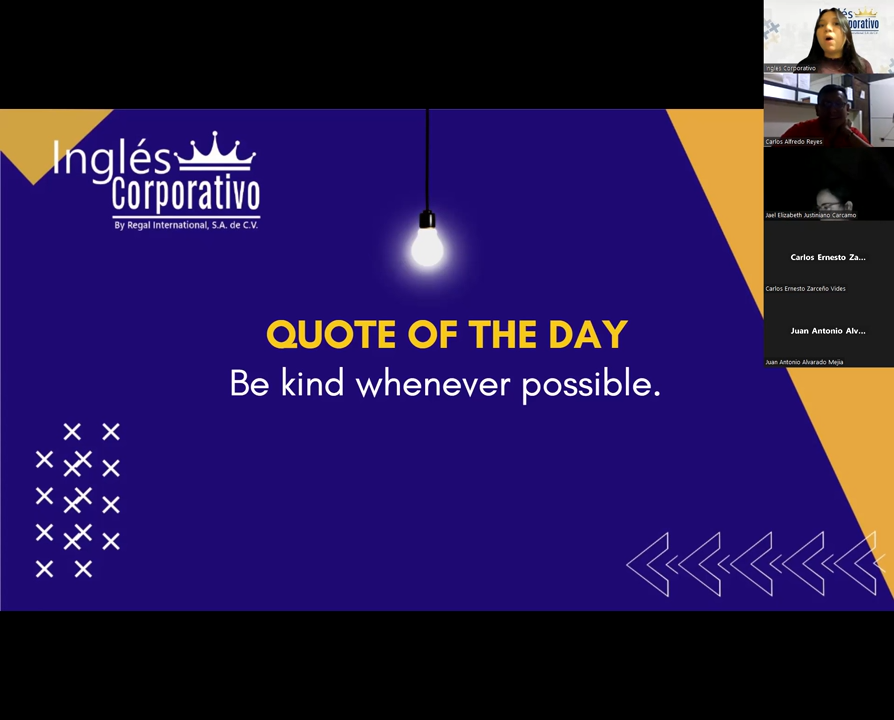 Inglés
Corporativo
By Regal International, S.A. de C.V.
QUOTE OF THE DAY
Be kind whenever possible.
Inglés Corporativo
Carlos Alfredo Reyes
Jael Elizabeth Justiniano Carcamo
Carlos Ernesto Za...
Carlos Ernesto Zarceño Vides
Juan Antonio Alv...
Juan Antonio Alvarado Mejia